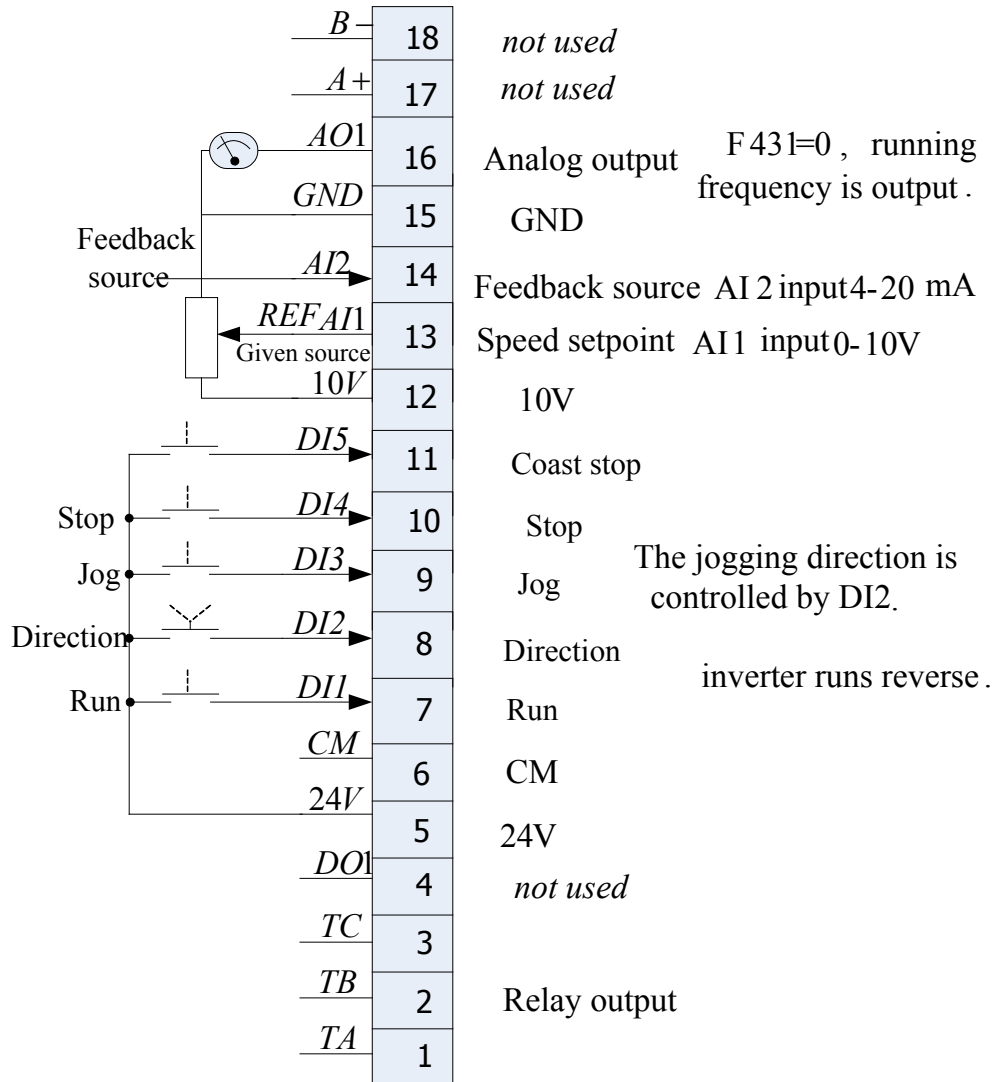 B− 18 not used
A+ 17 not used
AO1 16 Analog output F431=0 , running
frequency is output .
GND 15 GND
Feedback
source AI2 14 Feedback source AI 2 input 4-20 mA
REF AI1 13 Speed setpoint AI1 input 0-10V
Given source
10V 12 10V
DI5 11 Coast stop
Stop DI4 10 Stop
Jog DI3 9 Jog The jogging direction is
controlled by DI2.
Direction DI2 8 Direction
inverter runs reverse .
Run DI1 7 Run
CM 6 CM
24V 5 24V
DO1 4 not used
TC 3
TB 2 Relay output
TA 1